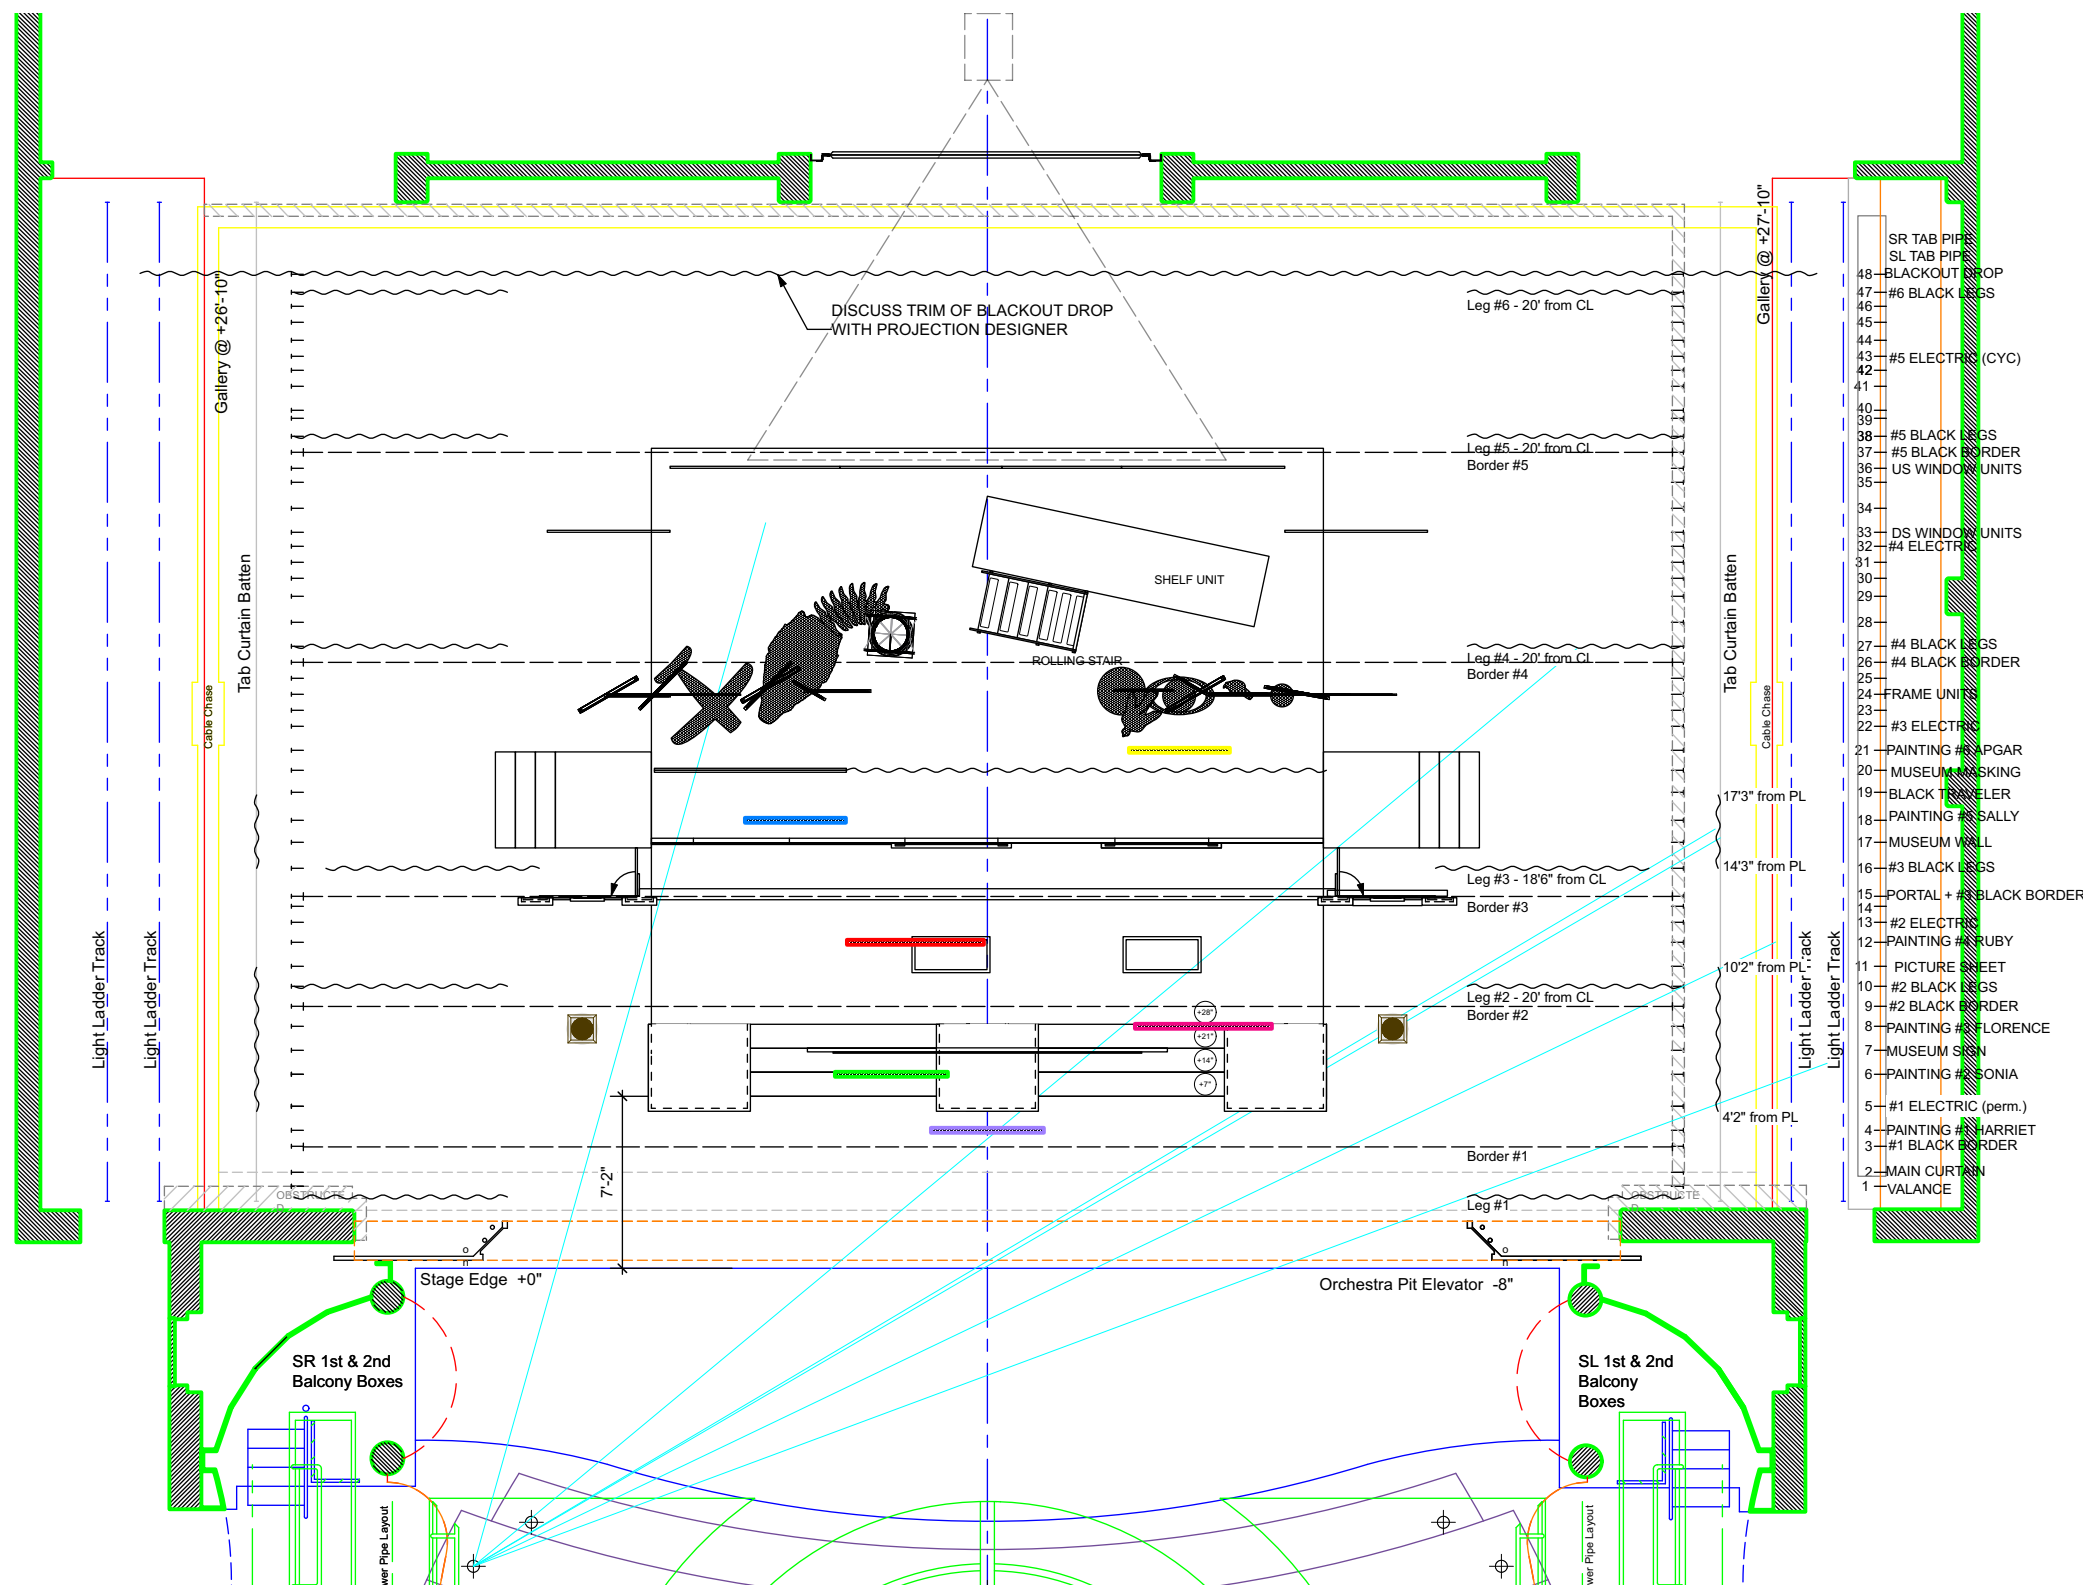 Gallery @ +26'-10"
Gallery @ +27'-10"
DISCUSS TRIM OF BLACKOUT DROP
WITH PROJECTION DESIGNER
Tab Curtain Batten
Tab Curtain Batten
Cable Chase
Cable Chase
Light Ladder Track
Light Ladder Track
Light Ladder Track
Light Ladder Track
SHELF UNIT
ROLLING STAIR
Leg #6 - 20' from CL
Leg #5 - 20' from CL
Border #5
Leg #4 - 20' from CL
Border #4
Leg #3 - 18'6" from CL
Border #3
Leg #2 - 20' from CL
Border #2
Border #1
Leg #1
17'3" from PL
14'3" from PL
10'2" from PL
4'2" from PL
+28"
+21"
+14"
+7"
7'-2"
SR TAB PIPE
SL TAB PIPE
48 BLACKOUT DROP
47 #6 BLACK LEGS
46
45
44
43 #5 ELECTRIC (CYC)
42
41
40
39
38 #5 BLACK LEGS
37 #5 BLACK BORDER
36 US WINDOW UNITS
35
34
33 DS WINDOW UNITS
32 #4 ELECTRIC
31
30
29
28
27 #4 BLACK LEGS
26 #4 BLACK BORDER
25
24 FRAME UNITS
23
22 #3 ELECTRIC
21 PAINTING #6 APGAR
20 MUSEUM MASKING
19 BLACK TRAVELER
18 PAINTING #5 SALLY
17 MUSEUM WALL
16 #3 BLACK LEGS
15 PORTAL + #3 BLACK BORDER
14
13 #2 ELECTRIC
12 PAINTING #4 RUBY
11 PICTURE SHEET
10 #2 BLACK LEGS
9 #2 BLACK BORDER
8 PAINTING #3 FLORENCE
7 MUSEUM SIGN
6 PAINTING #2 SONIA
5 #1 ELECTRIC (perm.)
4 PAINTING #1 HARRIET
3 #1 BLACK BORDER
2 MAIN CURTAIN
1 VALANCE
OBSTRUCTE
D
OBSTRUCTE
D
Stage Edge +0"
Orchestra Pit Elevator -8"
SR 1st & 2nd
Balcony Boxes
SL 1st & 2nd
Balcony
Boxes
wer Pipe Layout
wer Pipe Layout